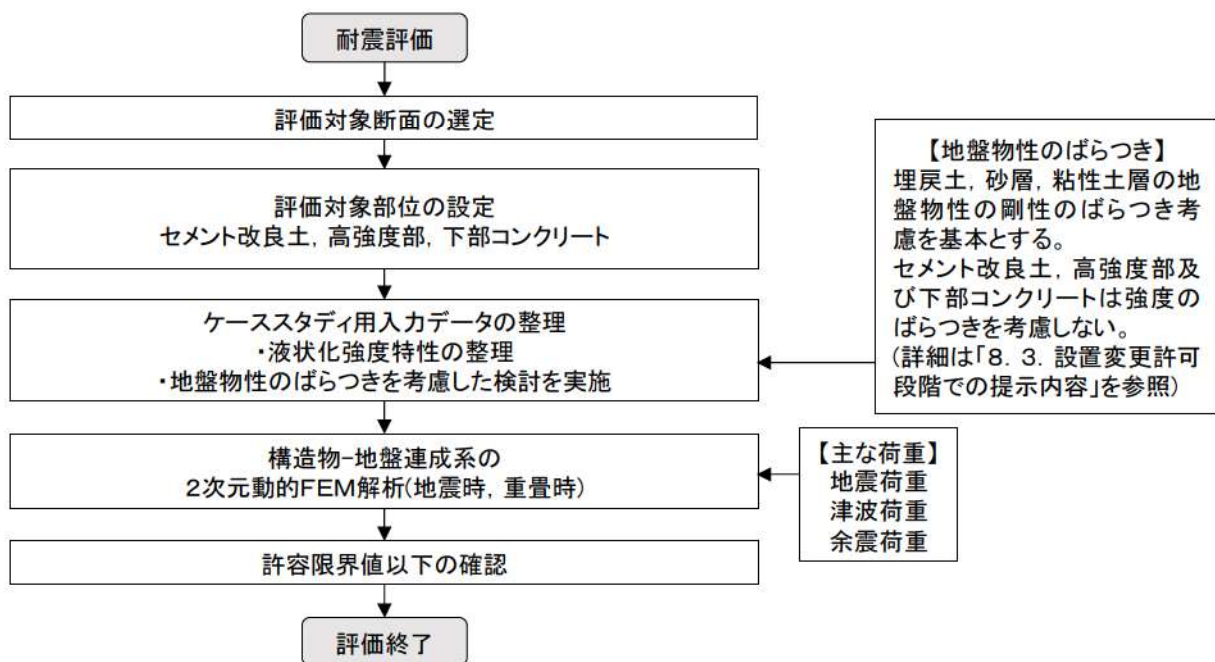 耐震評価
評価対象断面の選定
評価対象部位の設定
セメント改良土，高強度部，下部コンクリート
ケーススタディ用入力データの整理
・液状化強度特性の整理
・地盤物性のばらつきを考慮した検討を実施
【地盤物性のばらつき】
埋戻土，砂層，粘性土層の地
盤物性の剛性のばらつき考
慮を基本とする。
セメント改良土，高強度部及
び下部コンクリートは強度の
ばらつきを考慮しない。
(詳細は「８．３．設置変更許可
段階での提示内容」を参照)
構造物-地盤連成系の
２次元動的FEM解析(地震時，重畳時)
【主な荷重】
地震荷重
津波荷重
余震荷重
許容限界値以下の確認
評価終了